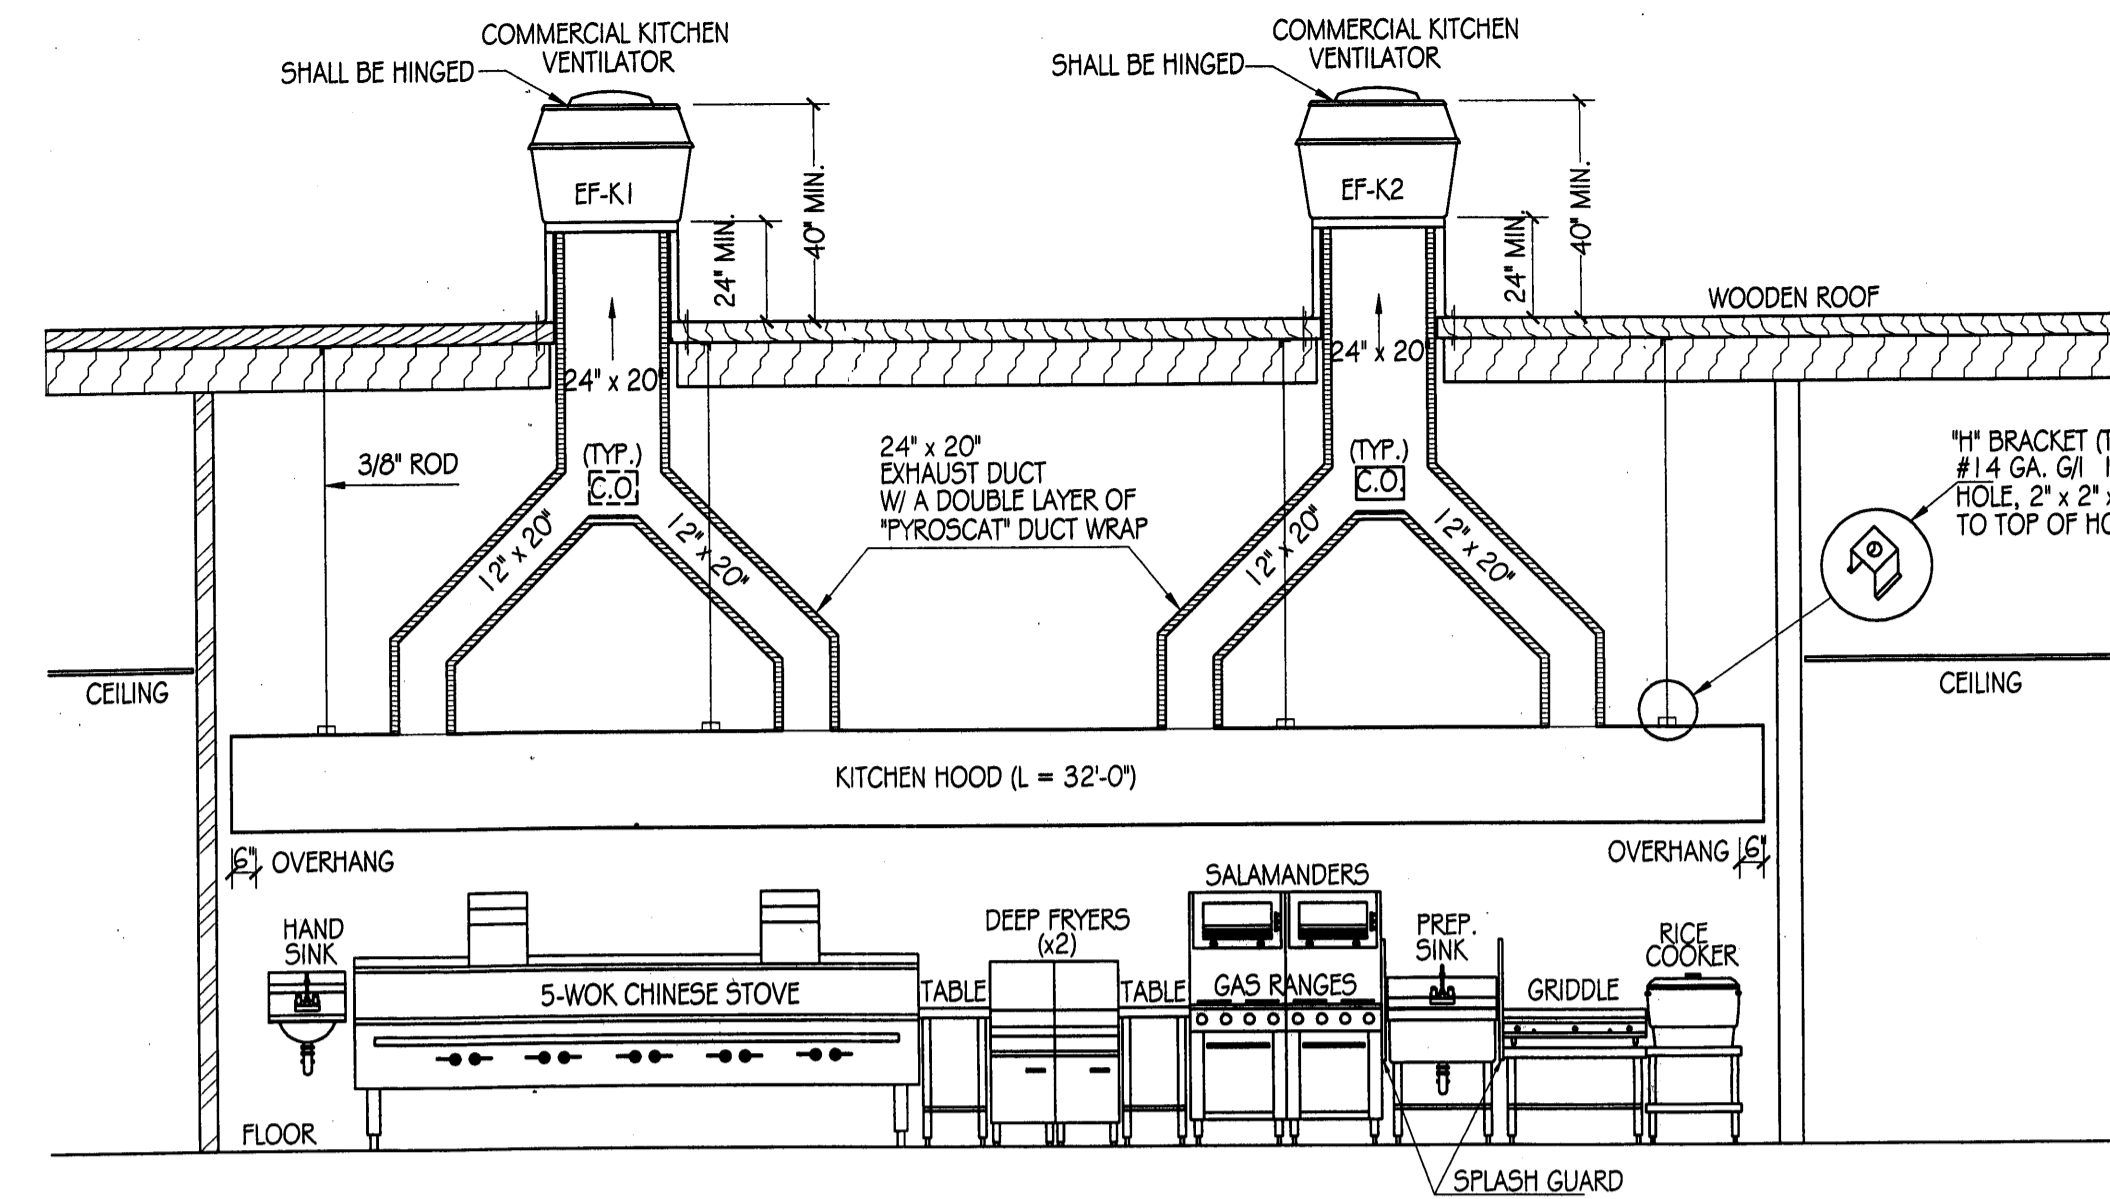 COMMERCIAL KITCHEN
VENTILATOR
SHALL BE HINGED
COMMERCIAL KITCHEN
VENTILATOR
SHALL BE HINGED
EF-K1
24" MIN.
40" MIN.
EF-K2
24" MIN.
40" MIN.
WOODEN ROOF
24" x 20"
24" x 20"
3/8" ROD
(TYP.)
C.O.
12" x 20"
12" x 20"
24" x 20"
EXHAUST DUCT
W/ A DOUBLE LAYER OF
"PYROSCAT" DUCT WRAP
(TYP.)
C.O.
12" x 20"
12" x 20"
"H" BRACKET
#14 GA. G/I
HOLE, 2" x 2"
TO TOP OF
CEILING
CEILING
KITCHEN HOOD (L = 32'-0")
6" OVERHANG
OVERHANG 6"
HAND
SINK
5-WOK CHINESE STOVE
TABLE
DEEP FRYERS
(x2)
TABLE
SALAMANDERS
GAS RANGES
PREP.
SINK
GRIDDLE
RICE
COOKER
FLOOR
SPLASH GUARD